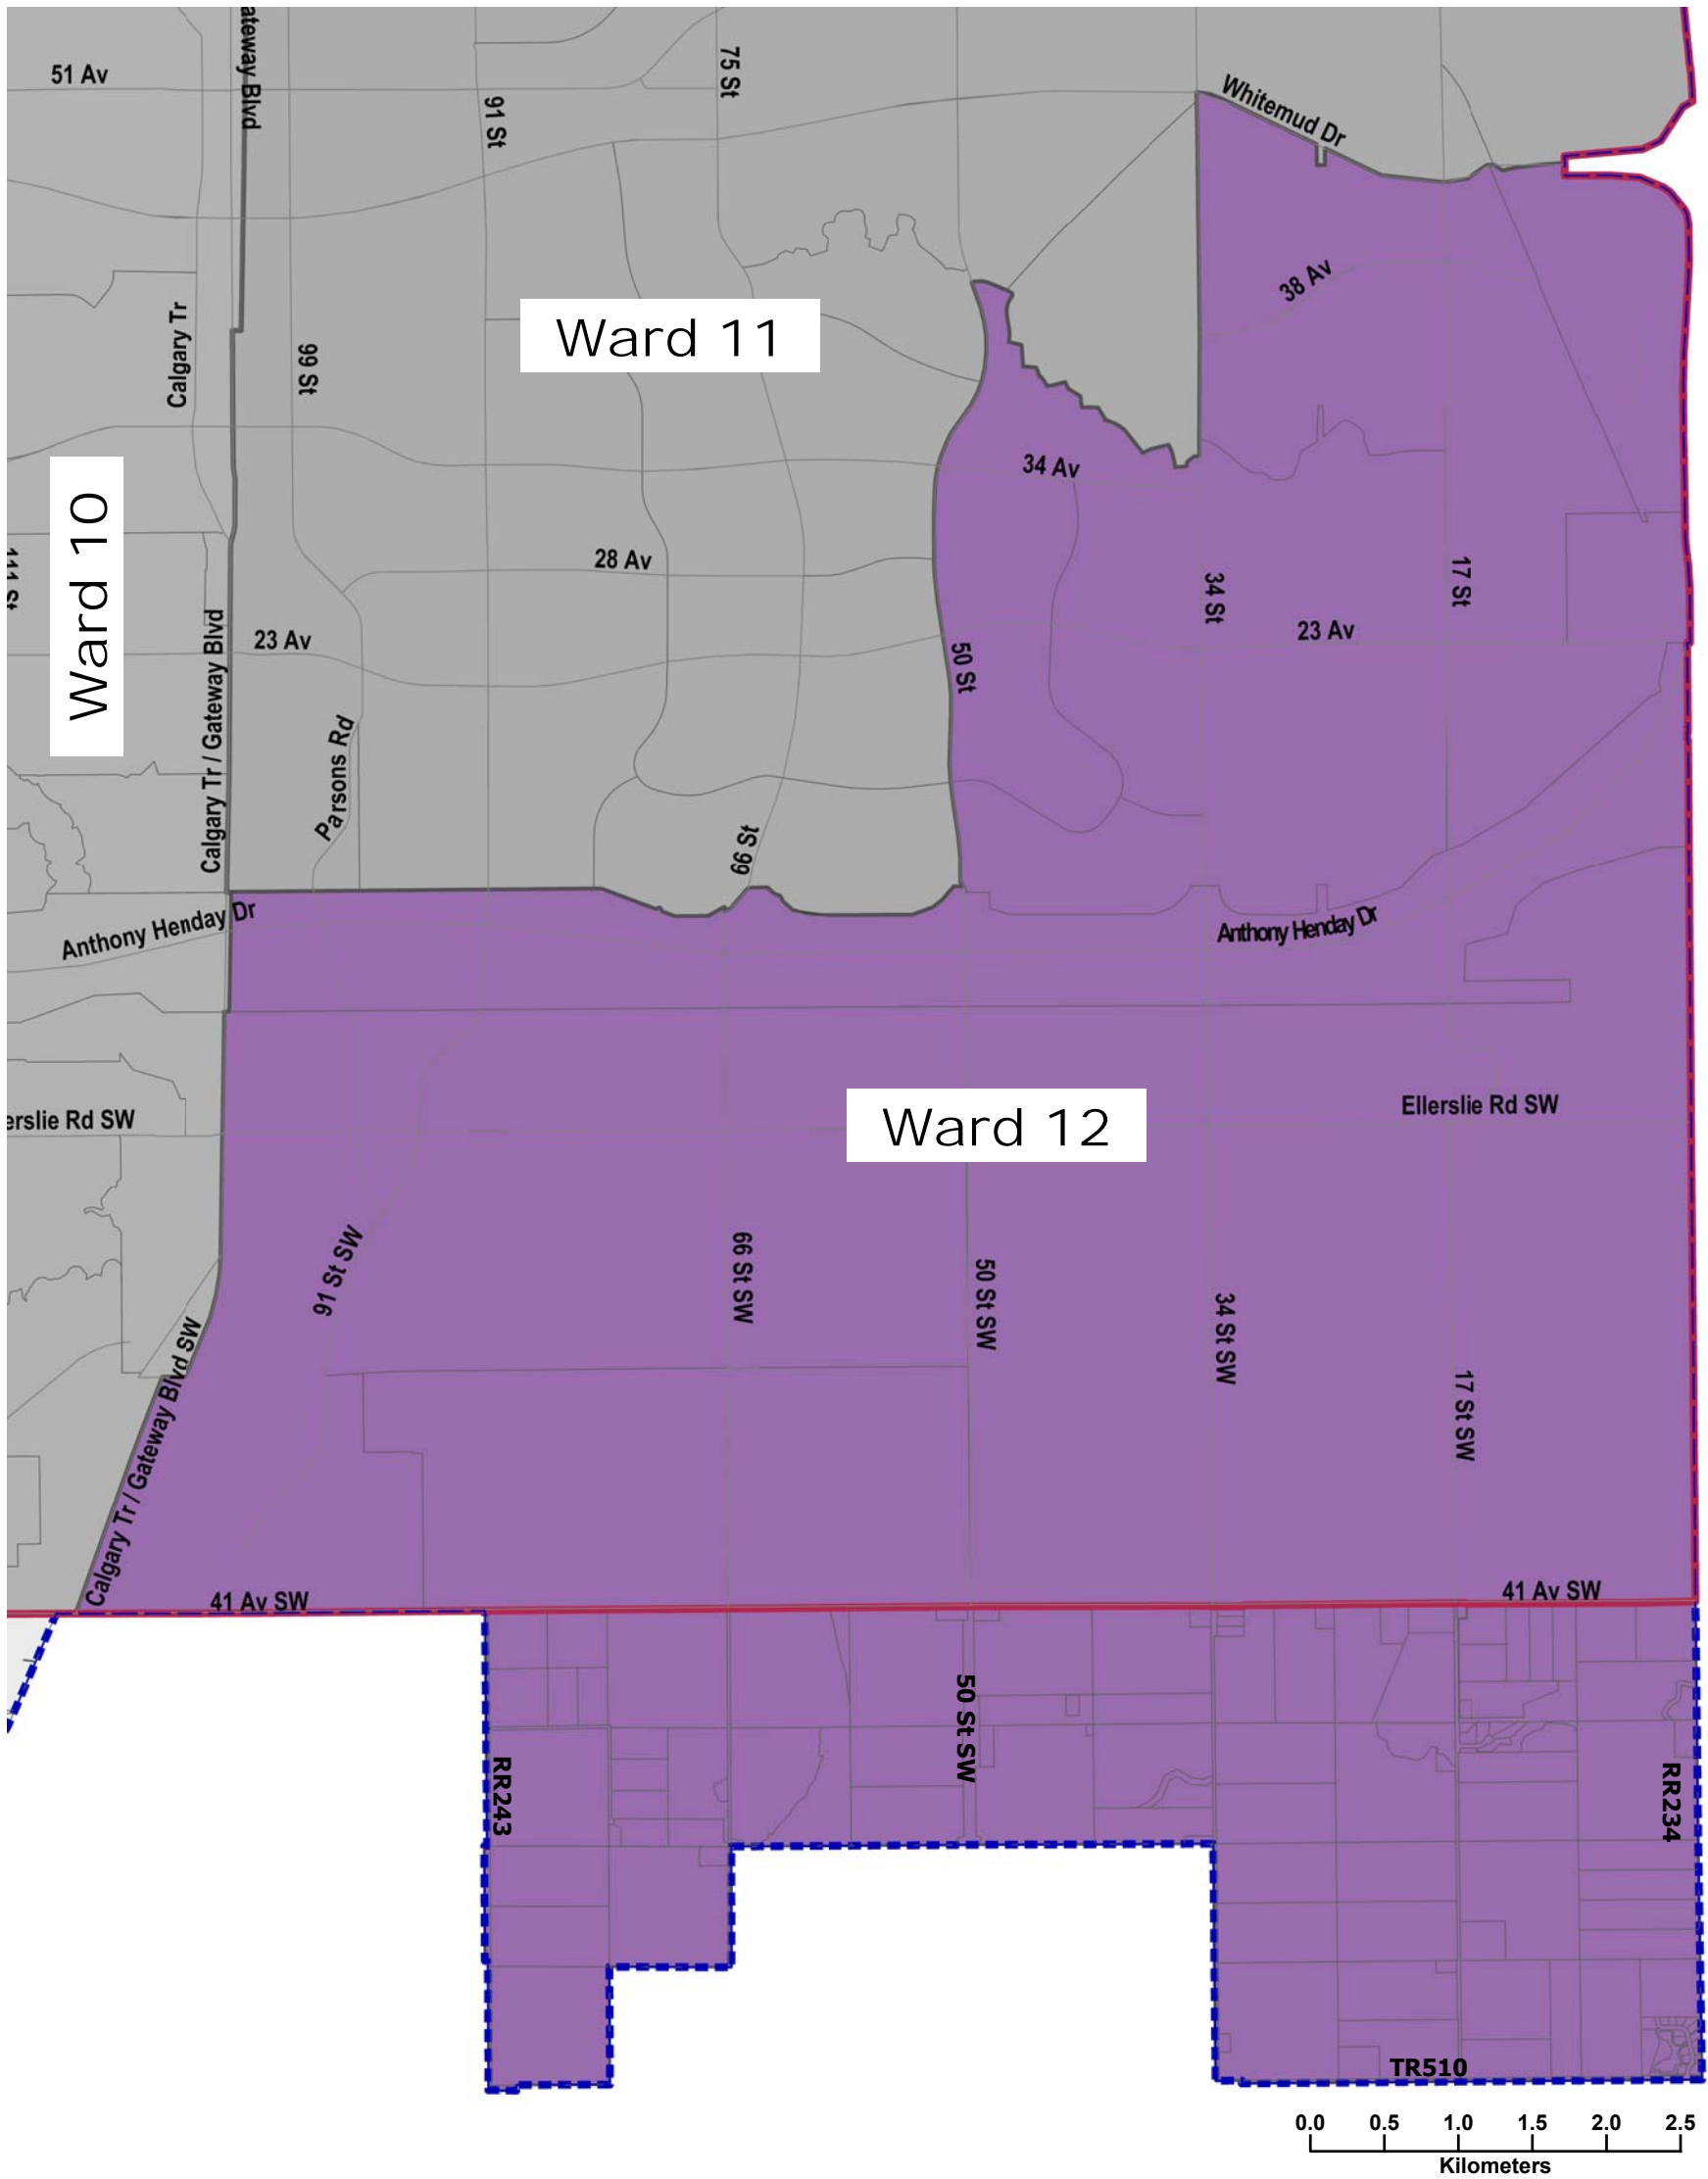 ateway Blvd
51 Av
75 St
91 St
Whitemud Dr
38 Av
Calgary Tr
Ward 11
99 St
34 Av
Ward 10
111 St
28 Av
17 St
34 St
23 Av
23 Av
50 St
Calgary Tr / Gateway Blvd
Parsons Rd
66 St
Anthony Henday Dr
Anthony Henday Dr
Ellerslie Rd SW
erslie Rd SW
Ward 12
91 St SW
66 St SW
50 St SW
34 St SW
17 St SW
Calgary Tr / Gateway Blvd SW
41 Av SW
41 Av SW
50 St SW
RR243
RR234
TR510
0.0 0.5 1.0 1.5 2.0 2.5
Kilometers